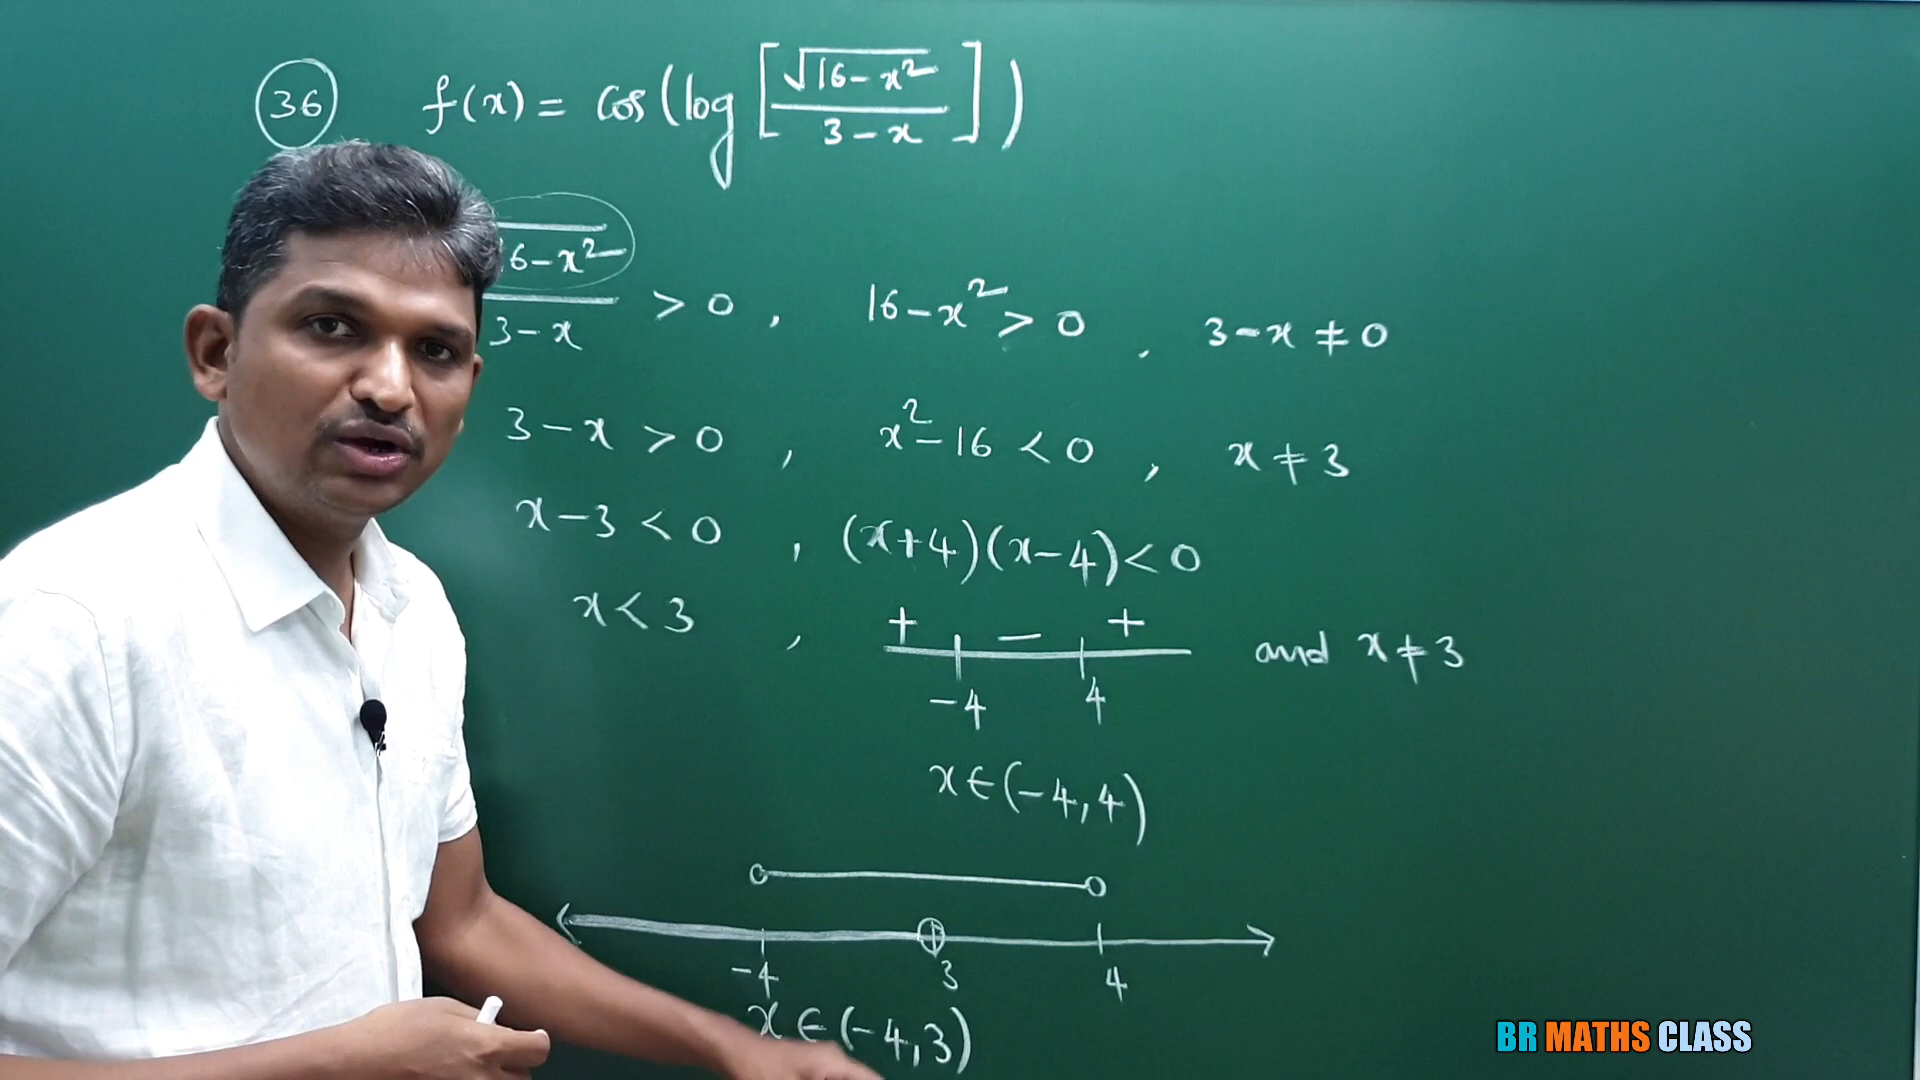 36 f(x) = cos(log[√(16-x²)/(3-x)])
16-x²/3-x > 0 , 16-x² > 0 , 3-x ≠ 0
3-x > 0 , x²-16 < 0 , x ≠ 3
x-3 < 0 , (x+4)(x-4) < 0
x < 3 , + - + and x ≠ 3
-4 4
x ∈ (-4, 4)
-4 3 4
x ∈ (-4, 3)
BR MATHS CLASS